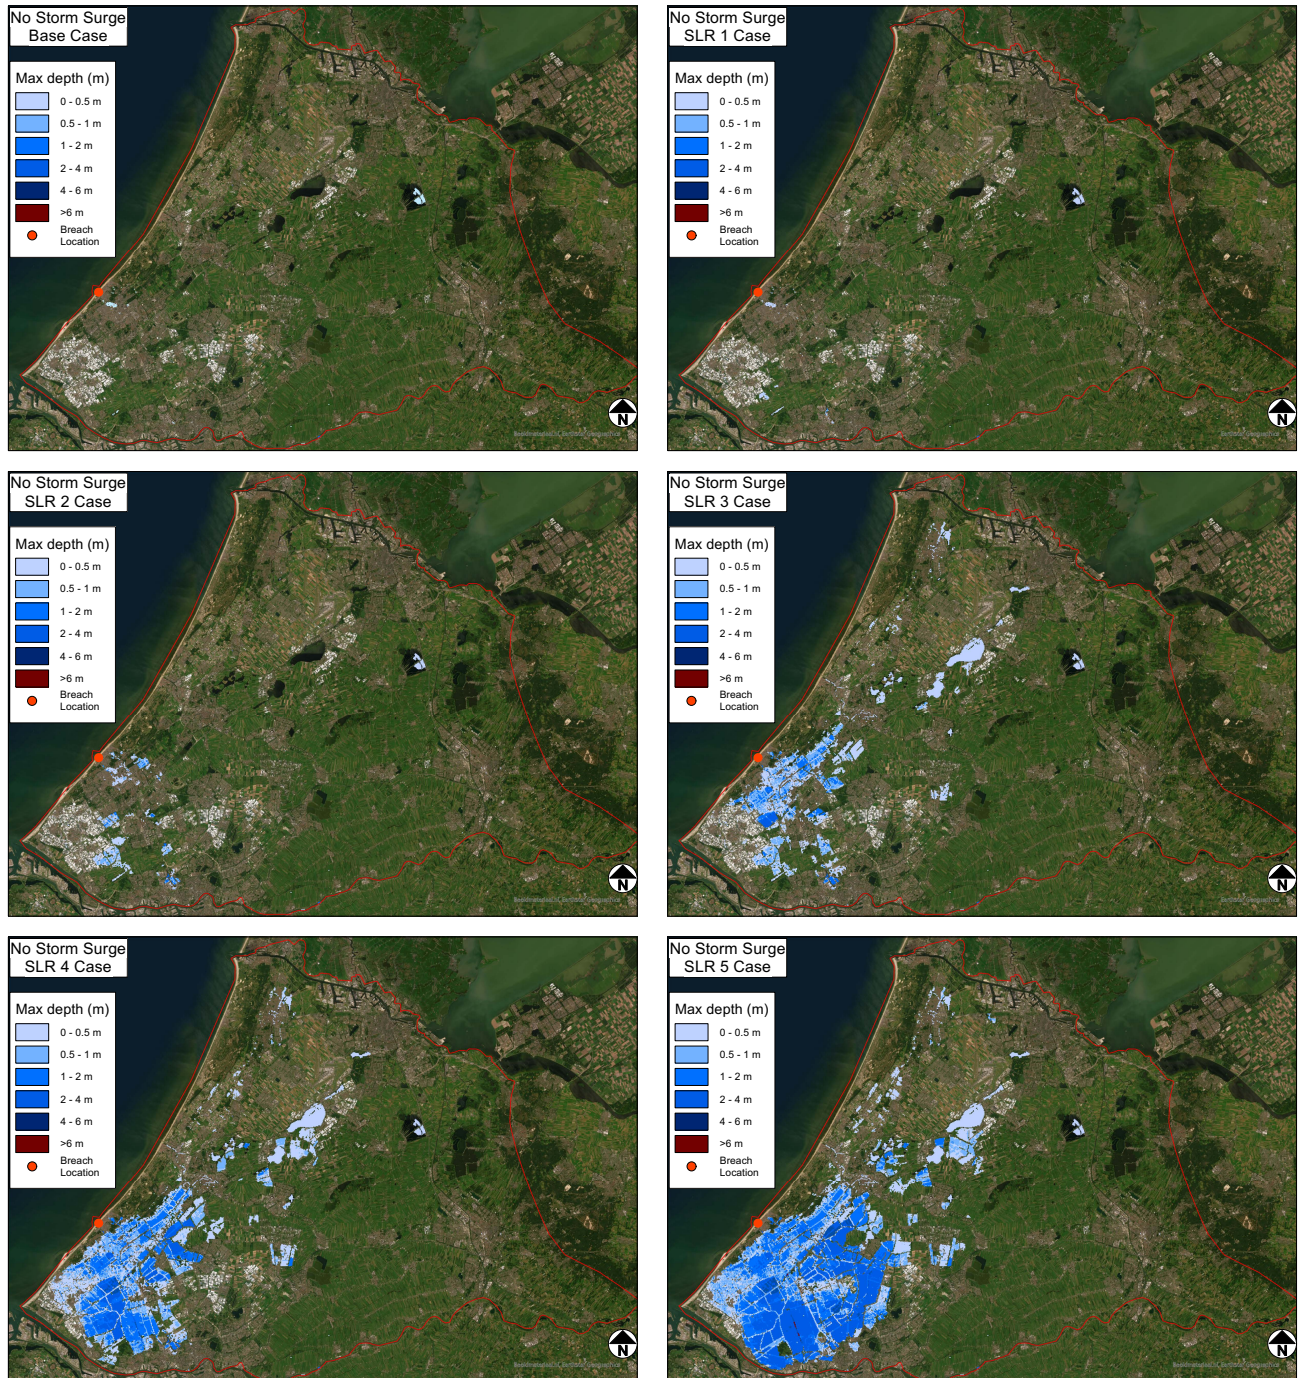 No Storm Surge
Base Case
Max depth (m)
0 - 0.5 m
0.5 - 1 m
1 - 2 m
2 - 4 m
4 - 6 m
>6 m
Breach
Location
N
No Storm Surge
SLR 1 Case
Max depth (m)
0 - 0.5 m
0.5 - 1 m
1 - 2 m
2 - 4 m
4 - 6 m
>6 m
Breach
Location
N
No Storm Surge
SLR 2 Case
Max depth (m)
0 - 0.5 m
0.5 - 1 m
1 - 2 m
2 - 4 m
4 - 6 m
>6 m
Breach
Location
N
No Storm Surge
SLR 3 Case
Max depth (m)
0 - 0.5 m
0.5 - 1 m
1 - 2 m
2 - 4 m
4 - 6 m
>6 m
Breach
Location
N
No Storm Surge
SLR 4 Case
Max depth (m)
0 - 0.5 m
0.5 - 1 m
1 - 2 m
2 - 4 m
4 - 6 m
>6 m
Breach
Location
N
No Storm Surge
SLR 5 Case
Max depth (m)
0 - 0.5 m
0.5 - 1 m
1 - 2 m
2 - 4 m
4 - 6 m
>6 m
Breach
Location
N